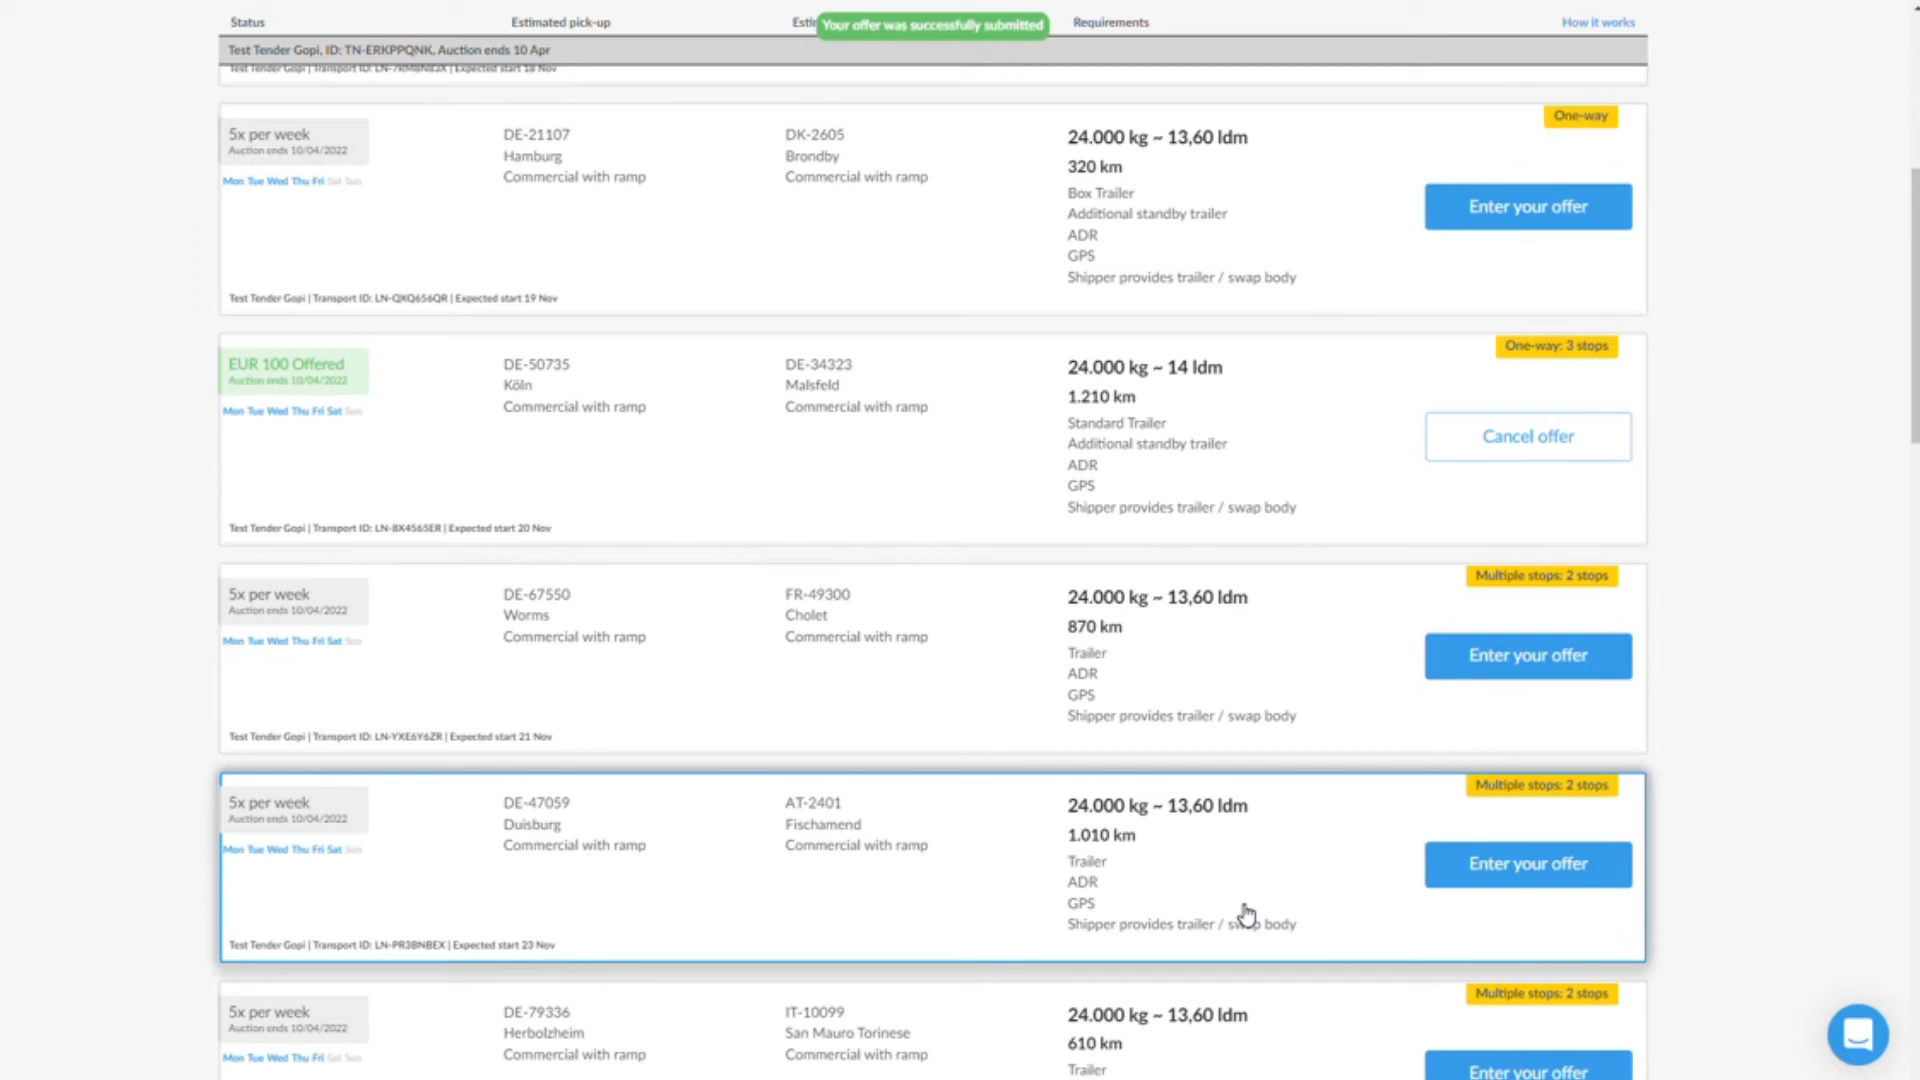 Status Estimated pick-up Esti Your offer was successfully submitted Requirements How it works
Test Tender Gopi, ID: TN-ERKPPQNK, Auction ends 10 Apr
Test Tender Gopi | Transport ID: | Expected start 18 Nov
One-way
5x per week DE-21107 DK-2605 24.000 kg ~ 13,60 ldm
Auction ends 10/04/2022 Hamburg Brondby 320 km
Mon Tue Wed Thu Fri Sat Sun Commercial with ramp Commercial with ramp Box Trailer
Enter your offer
Additional standby trailer
ADR
GPS
Shipper provides trailer / swap body
Test Tender Gopi | Transport ID: LN-QXQ656QR | Expected start 19 Nov
One-way: 3 stops
EUR 100 Offered DE-50735 DE-34323 24.000 kg ~ 14 ldm
Auction ends 10/04/2022 Köln Malsfeld 1.210 km
Mon Tue Wed Thu Fri Sat Sun Commercial with ramp Commercial with ramp Standard Trailer
Cancel offer
Additional standby trailer
ADR
GPS
Shipper provides trailer / swap body
Test Tender Gopi | Transport ID: LN-8X4565ER | Expected start 20 Nov
Multiple stops: 2 stops
5x per week DE-67550 FR-49300 24.000 kg ~ 13,60 ldm
Auction ends 10/04/2022 Worms Cholet 870 km
Mon Tue Wed Thu Fri Sat Sun Commercial with ramp Commercial with ramp Trailer
Enter your offer
ADR
GPS
Shipper provides trailer / swap body
Test Tender Gopi | Transport ID: LN-YXE6Y6ZR | Expected start 21 Nov
Multiple stops: 2 stops
5x per week DE-47059 AT-2401 24.000 kg ~ 13,60 ldm
Auction ends 10/04/2022 Duisburg Fischamend 1.010 km
Mon Tue Wed Thu Fri Sat Sun Commercial with ramp Commercial with ramp Trailer
Enter your offer
ADR
GPS
Shipper provides trailer / swap body
Test Tender Gopi | Transport ID: LN-PR38NBEX | Expected start 23 Nov
Multiple stops: 2 stops
5x per week DE-79336 IT-10099 24.000 kg ~ 13,60 ldm
Auction ends 10/04/2022 Herbolzheim San Mauro Torinese 610 km
Mon Tue Wed Thu Fri Sat Sun Commercial with ramp Commercial with ramp Trailer
Enter your offer